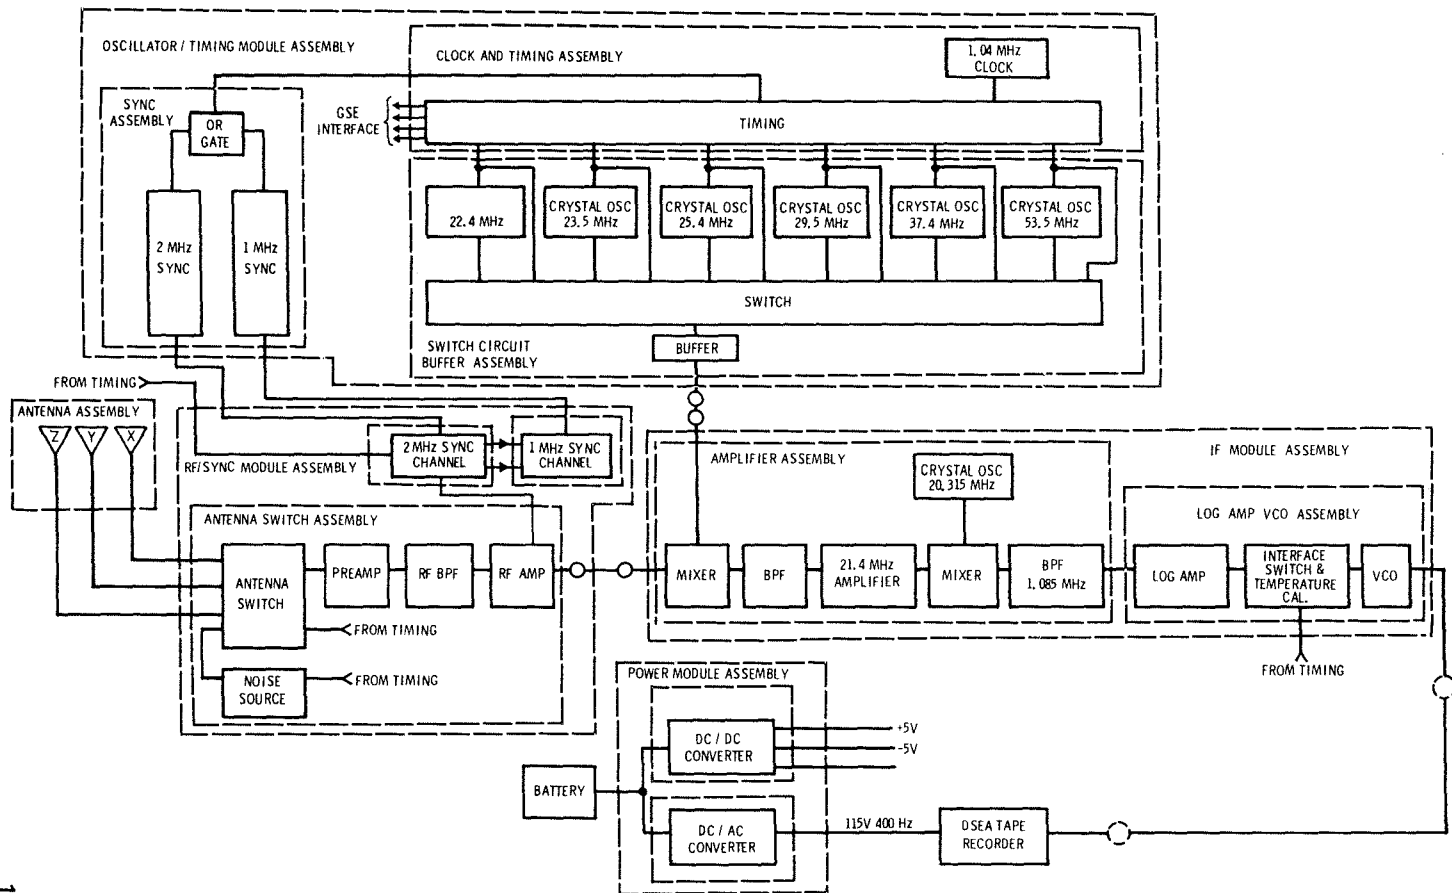 OSCILLATOR / TIMING MODULE ASSEMBLY
CLOCK AND TIMING ASSEMBLY
1.04 MHz
CLOCK
SYNC
ASSEMBLY
OR
GATE
GSE
INTERFACE
TIMING
2 MHz
SYNC
1 MHz
SYNC
22.4 MHz
CRYSTAL OSC
23.5 MHz
CRYSTAL OSC
25.4 MHz
CRYSTAL OSC
29.5 MHz
CRYSTAL OSC
37.4 MHz
CRYSTAL OSC
53.5 MHz
SWITCH
SWITCH CIRCUIT
BUFFER ASSEMBLY
BUFFER
FROM TIMING
ANTENNA ASSEMBLY
Z
Y
X
RF/SYNC MODULE ASSEMBLY
2 MHz SYNC
CHANNEL
1 MHz SYNC
CHANNEL
ANTENNA SWITCH ASSEMBLY
ANTENNA
SWITCH
PREAMP
RF BPF
RF AMP
FROM TIMING
NOISE
SOURCE
FROM TIMING
AMPLIFIER ASSEMBLY
IF MODULE ASSEMBLY
CRYSTAL OSC
20.315 MHz
LOG AMP VCO ASSEMBLY
MIXER
BPF
21.4 MHz
AMPLIFIER
MIXER
BPF
1.085 MHz
LOG AMP
INTERFACE
SWITCH &
TEMPERATURE
CAL.
VCO
FROM TIMING
POWER MODULE ASSEMBLY
DC / DC
CONVERTER
+5V
-5V
BATTERY
DC / AC
CONVERTER
115V 400 Hz
DSEA TAPE
RECORDER
1